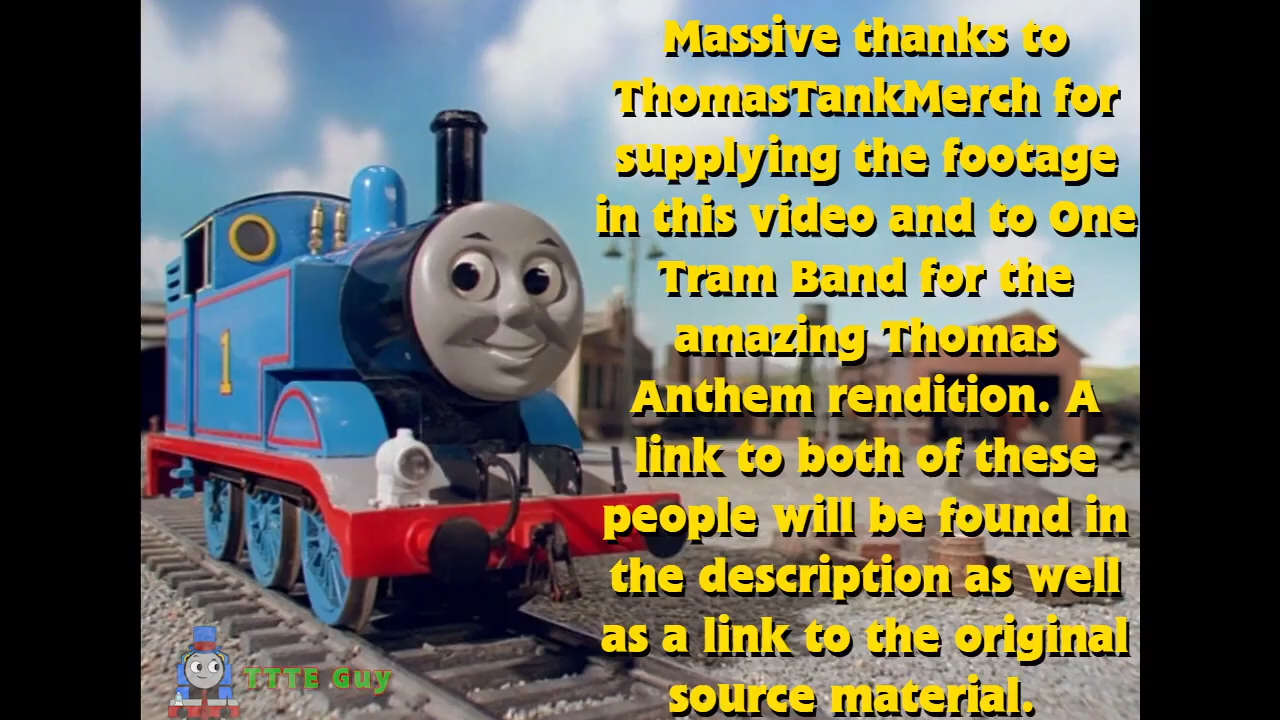 Massive thanks to
ThomasTankMerch for
supplying the footage
in this video and to One
Tram Band for the
amazing Thomas
Anthem rendition. A
link to both of these
people will be found in
the description as well
as a link to the original
source material.
1
TTTE Guy